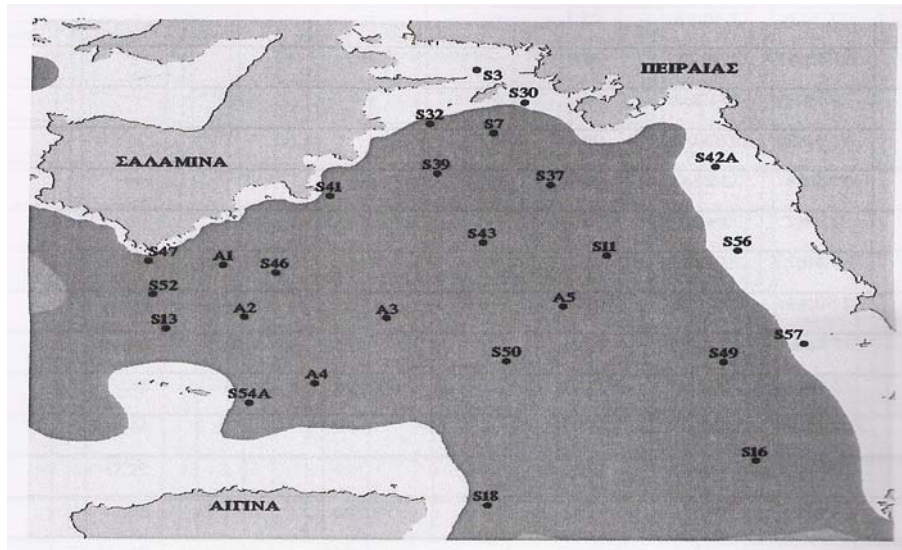 ΠΕΙΡΑΙΑΣ
S3
S30
S32
S7
ΣΑΛΑΜΙΝΑ
S39
S42A
S37
S41
S43
S56
S11
S47
A1
S46
S52
A2
A3
A5
S13
S57
S50
S49
A4
S54A
S16
S18
ΑΙΓΙΝΑ